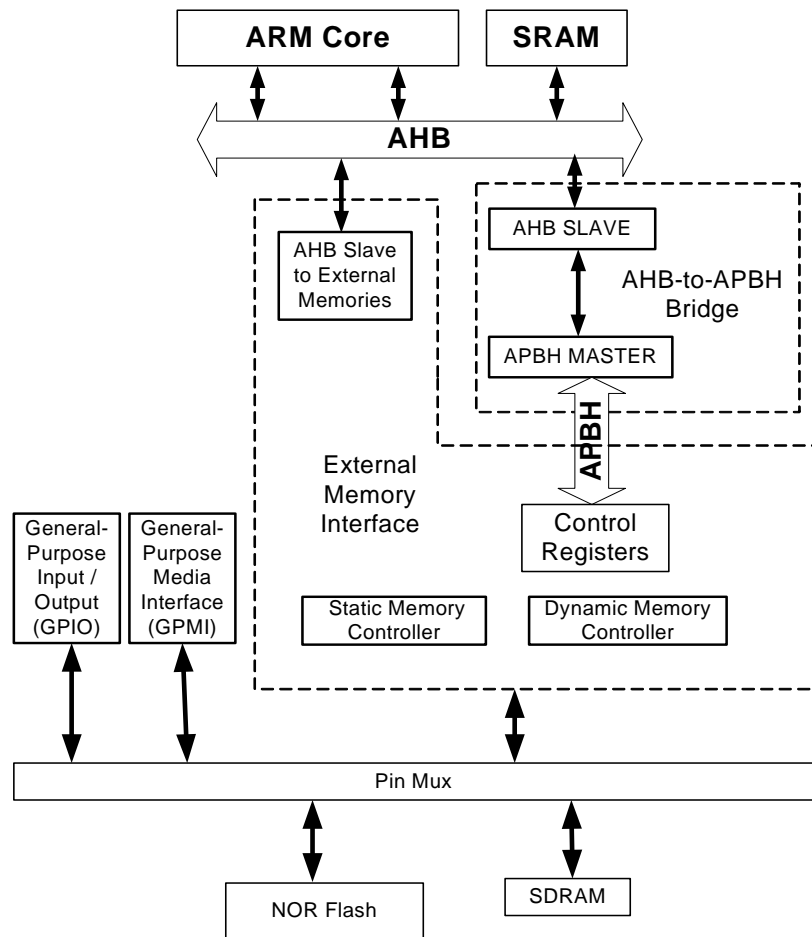 ARM Core
SRAM
AHB
AHB Slave
to External
Memories
AHB SLAVE
AHB-to-APBH
Bridge
APBH MASTER
APBH
External
Memory
Interface
Control
Registers
General-
Purpose
Input /
Output
(GPIO)
General-
Purpose
Media
Interface
(GPMI)
Static Memory
Controller
Dynamic Memory
Controller
Pin Mux
NOR Flash
SDRAM